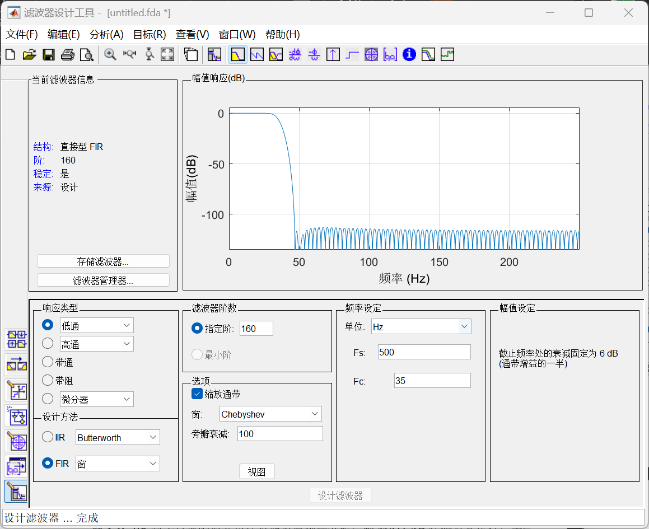 滤波器设计工具 - [untitled.fda *]
文件(F) 编辑(E) 分析(A) 目标(R) 查看(V) 窗口(W) 帮助(H)
当前滤波器信息
结构: 直接型 FIR
阶: 160
稳定: 是
来源: 设计
存储滤波器...
滤波器管理器...
幅值响应(dB)
幅值(dB)
0
-50
-100
0 50 100 150 200
频率 (Hz)
响应类型
低通
高通
带通
带阻
微分器
设计方法
IIR Butterworth
FIR 窗
滤波器阶数
指定阶: 160
最小阶
选项
缩放通带
窗: Chebyshev
旁瓣衰减: 100
视图
频率设定
单位: Hz
Fs: 500
Fc: 35
幅值设定
截止频率处的衰减固定为 6 dB
(通带增益的一半)
设计滤波器
设计滤波器 ... 完成